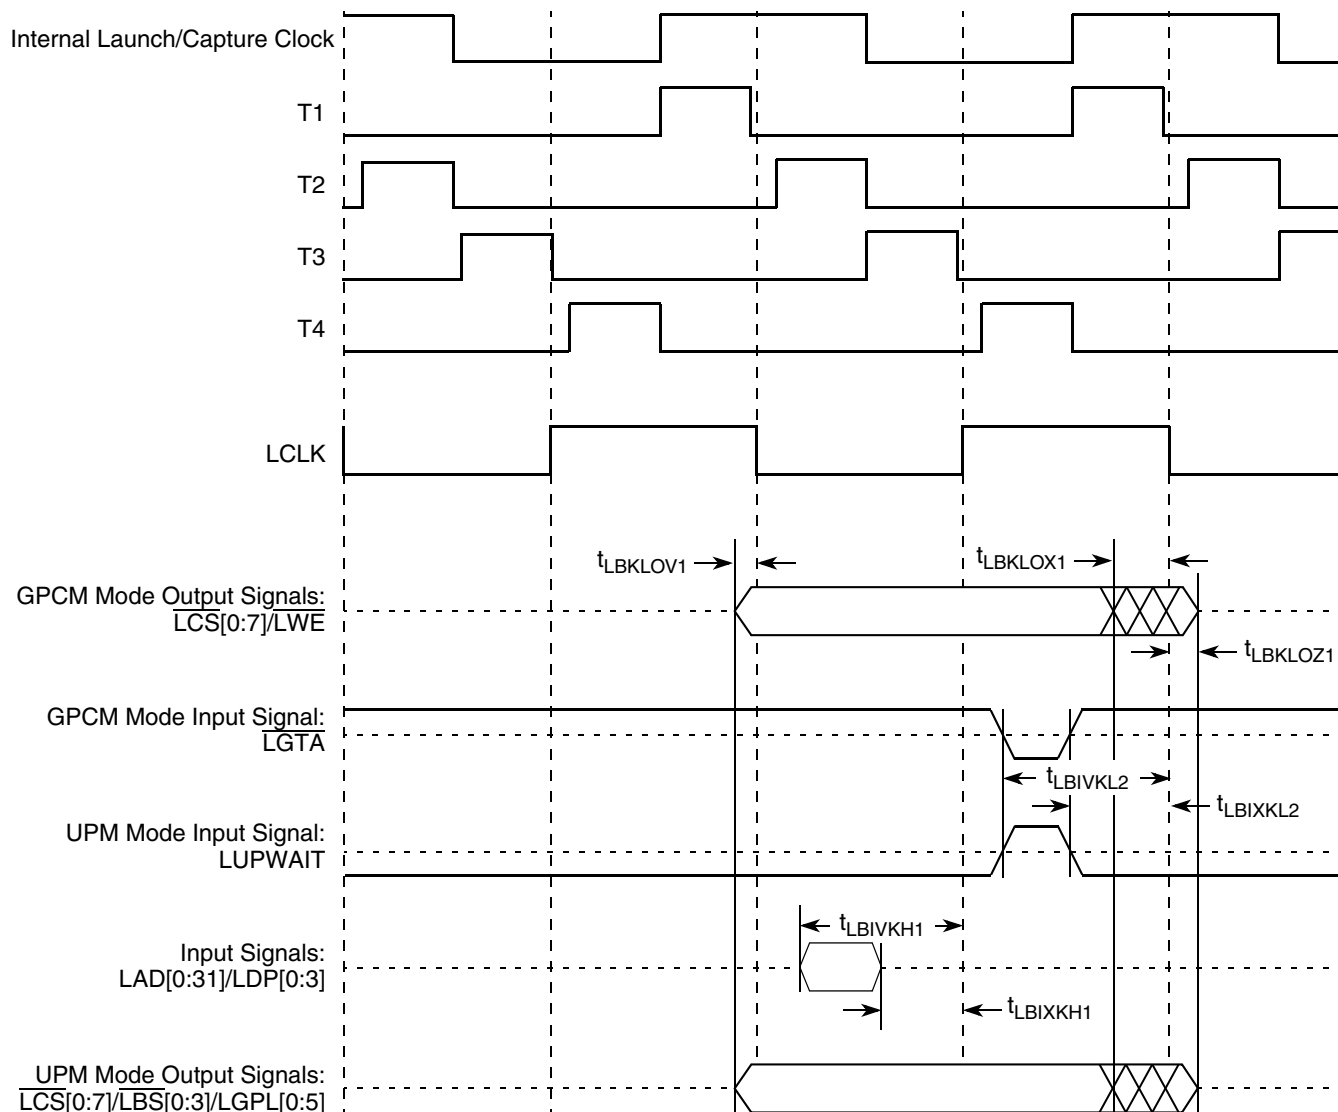 Internal Launch/Capture Clock
T1
T2
T3
T4
LCLK
tLBKLOV1
tLBKLOX1
GPCM Mode Output Signals:
LCS[0:7]/LWE
tLBKLOZ1
GPCM Mode Input Signal:
LGTA
tLBIVKL2
tLBIXKL2
UPM Mode Input Signal:
LUPWAIT
tLBIVKH1
Input Signals:
LAD[0:31]/LDP[0:3]
tLBIXKH1
UPM Mode Output Signals:
LCS[0:7]/LBS[0:3]/LGPL[0:5]